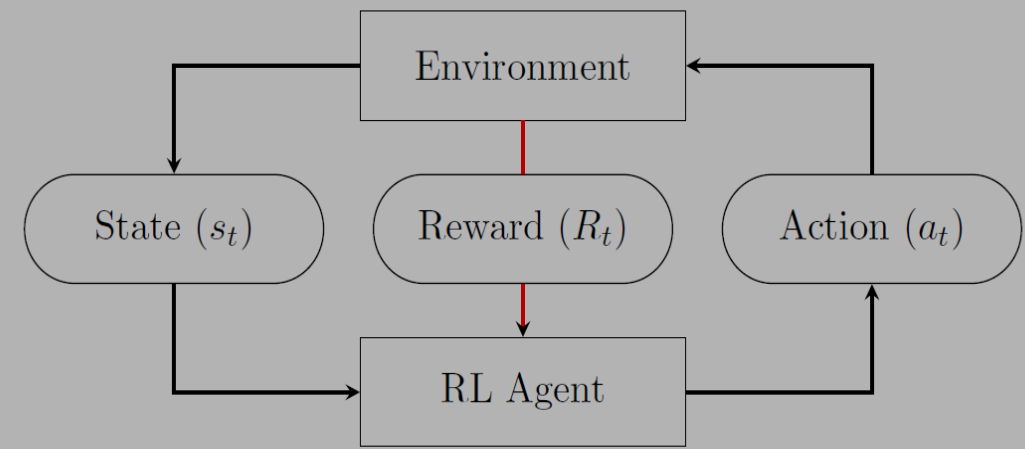 Environment
State (s_t)
Reward (R_t)
Action (a_t)
RL Agent